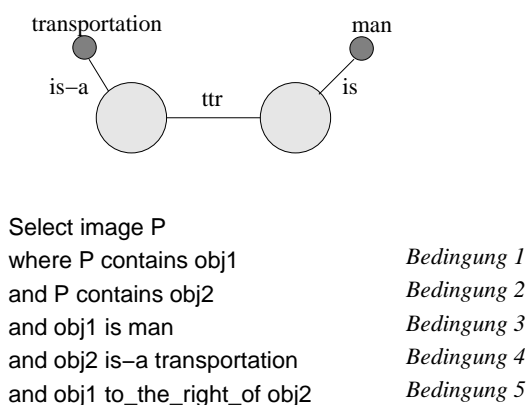 transportation man
is−a ttr is
Select image P
where P contains obj1 Bedingung 1
and P contains obj2 Bedingung 2
and obj1 is man Bedingung 3
and obj2 is−a transportation Bedingung 4
and obj1 to_the_right_of obj2 Bedingung 5